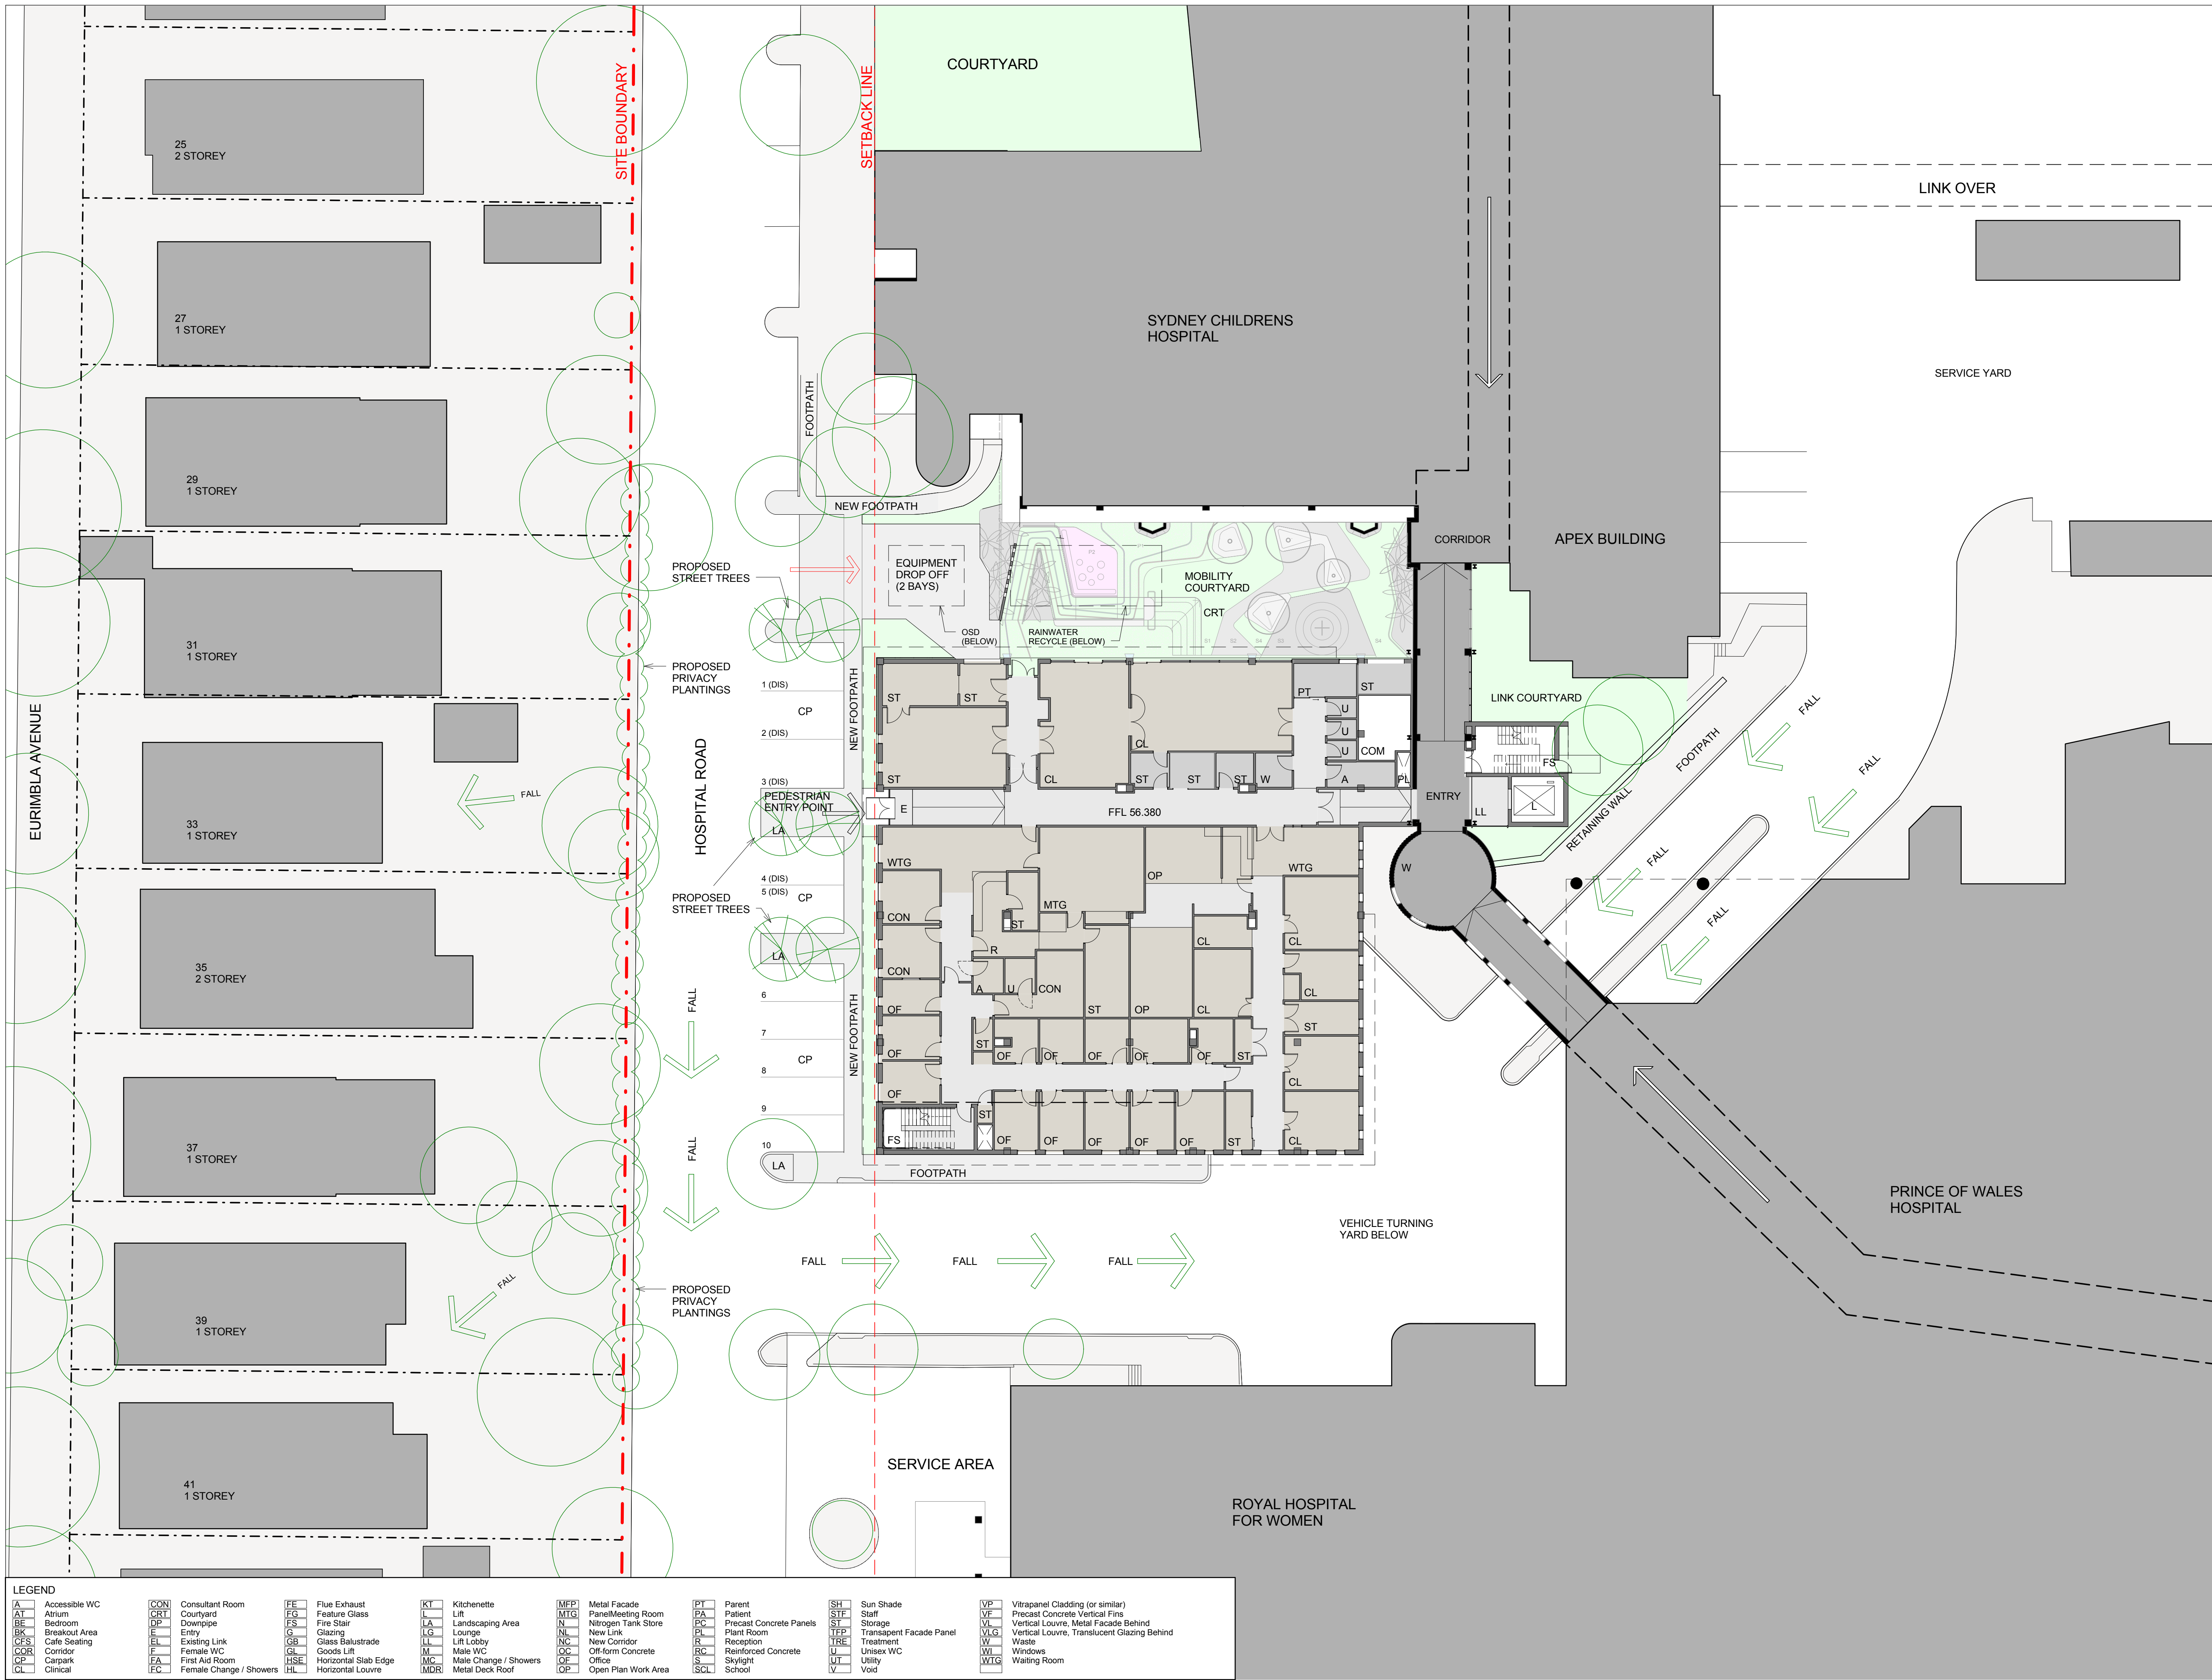 COURTYARD
SITE BOUNDARY
SETBACK LINE
25
2 STOREY
LINK OVER
27
1 STOREY
SYDNEY CHILDRENS
HOSPITAL
SERVICE YARD
FOOTPATH
29
1 STOREY
NEW FOOTPATH
CORRIDOR
APEX BUILDING
PROPOSED
STREET TREES
EQUIPMENT
DROP OFF
(2 BAYS)
P2
MOBILITY
COURTYARD
CRT
OSD
(BELOW)
RAINWATER
RECYCLE (BELOW)
S1
S2
S4
S3
S4
31
1 STOREY
PROPOSED
PRIVACY
PLANTINGS
1 (DIS)
CP
2 (DIS)
3 (DIS)
NEW FOOTPATH
EURIMBLA AVENUE
HOSPITAL ROAD
ST
ST
ST
CL
CL
ST
ST
ST
W
PT
U
U
U
A
ST
COM
PL
LINK COURTYARD
FS
L
LL
ENTRY
FOOTPATH
RETAINING WALL
FALL
FALL
FALL
FALL
FALL
33
1 STOREY
PEDESTRIAN
ENTRY POINT
LA
E
FFL 56.380
PROPOSED
STREET TREES
4 (DIS)
5 (DIS)
CP
LA
WTG
CON
CON
OF
OF
OF
ST
R
A
U
CON
MTG
OP
WTG
ST
OP
CL
CL
CL
CL
ST
CL
CL
W
35
2 STOREY
FALL
6
7
CP
8
9
10
LA
NEW FOOTPATH
ST
OF
OF
OF
OF
OF
ST
FS
ST
OF
OF
OF
OF
OF
ST
FOOTPATH
37
1 STOREY
FALL
PRINCE OF WALES
HOSPITAL
VEHICLE TURNING
YARD BELOW
FALL
FALL
FALL
FALL
39
1 STOREY
PROPOSED
PRIVACY
PLANTINGS
41
1 STOREY
SERVICE AREA
ROYAL HOSPITAL
FOR WOMEN
LEGEND
A Accessible WC
AT Atrium
BE Bedroom
BK Breakout Area
CFS Cafe Seating
COR Corridor
CP Carpark
CL Clinical
CON Consultant Room
CRT Courtyard
DP Downpipe
E Entry
EL Existing Link
F Female WC
FA First Aid Room
FC Female Change / Showers
FE Flue Exhaust
FG Feature Glass
FS Fire Stair
G Glazing
GB Glass Balustrade
GL Goods Lift
HSE Horizontal Slab Edge
HL Horizontal Louvre
KT Kitchenette
L Lift
LA Landscaping Area
LG Lounge
LL Lift Lobby
M Male WC
MC Male Change / Showers
MDR Metal Deck Roof
MFP Metal Facade
MTG PanelMeeting Room
N Nitrogen Tank Store
NL New Link
NC New Corridor
OC Off-form Concrete
OF Office
OP Open Plan Work Area
PT Parent
PA Patient
PC Precast Concrete Panels
PL Plant Room
R Reception
RC Reinforced Concrete
S Skylight
SCL School
SH Sun Shade
STF Staff
ST Storage
TFP Transapent Facade Panel
TRE Treatment
U Unisex WC
UT Utility
V Void
VP Vitrapanel Cladding (or similar)
VF Precast Concrete Vertical Fins
VL Vertical Louvre, Metal Facade Behind
VLG Vertical Louvre, Translucent Glazing Behind
W Waste
WI Windows
WTG Waiting Room